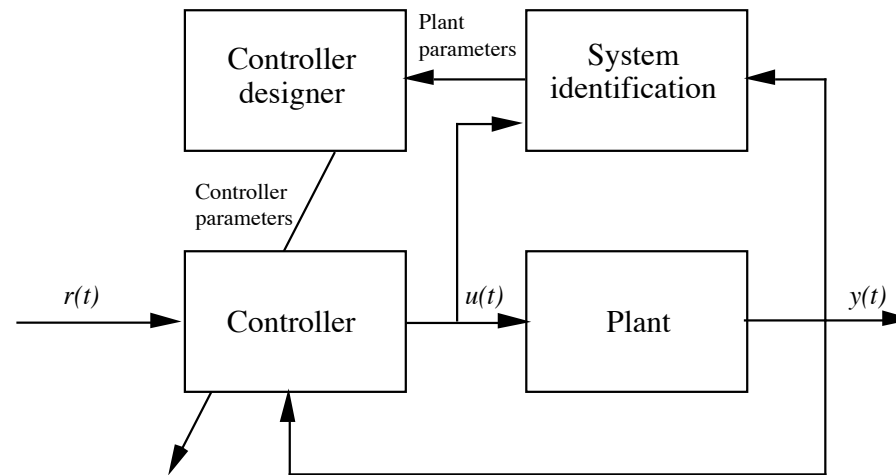 Controller
designer
Plant
parameters
System
identification
Controller
parameters
r(t)
Controller
u(t)
Plant
y(t)